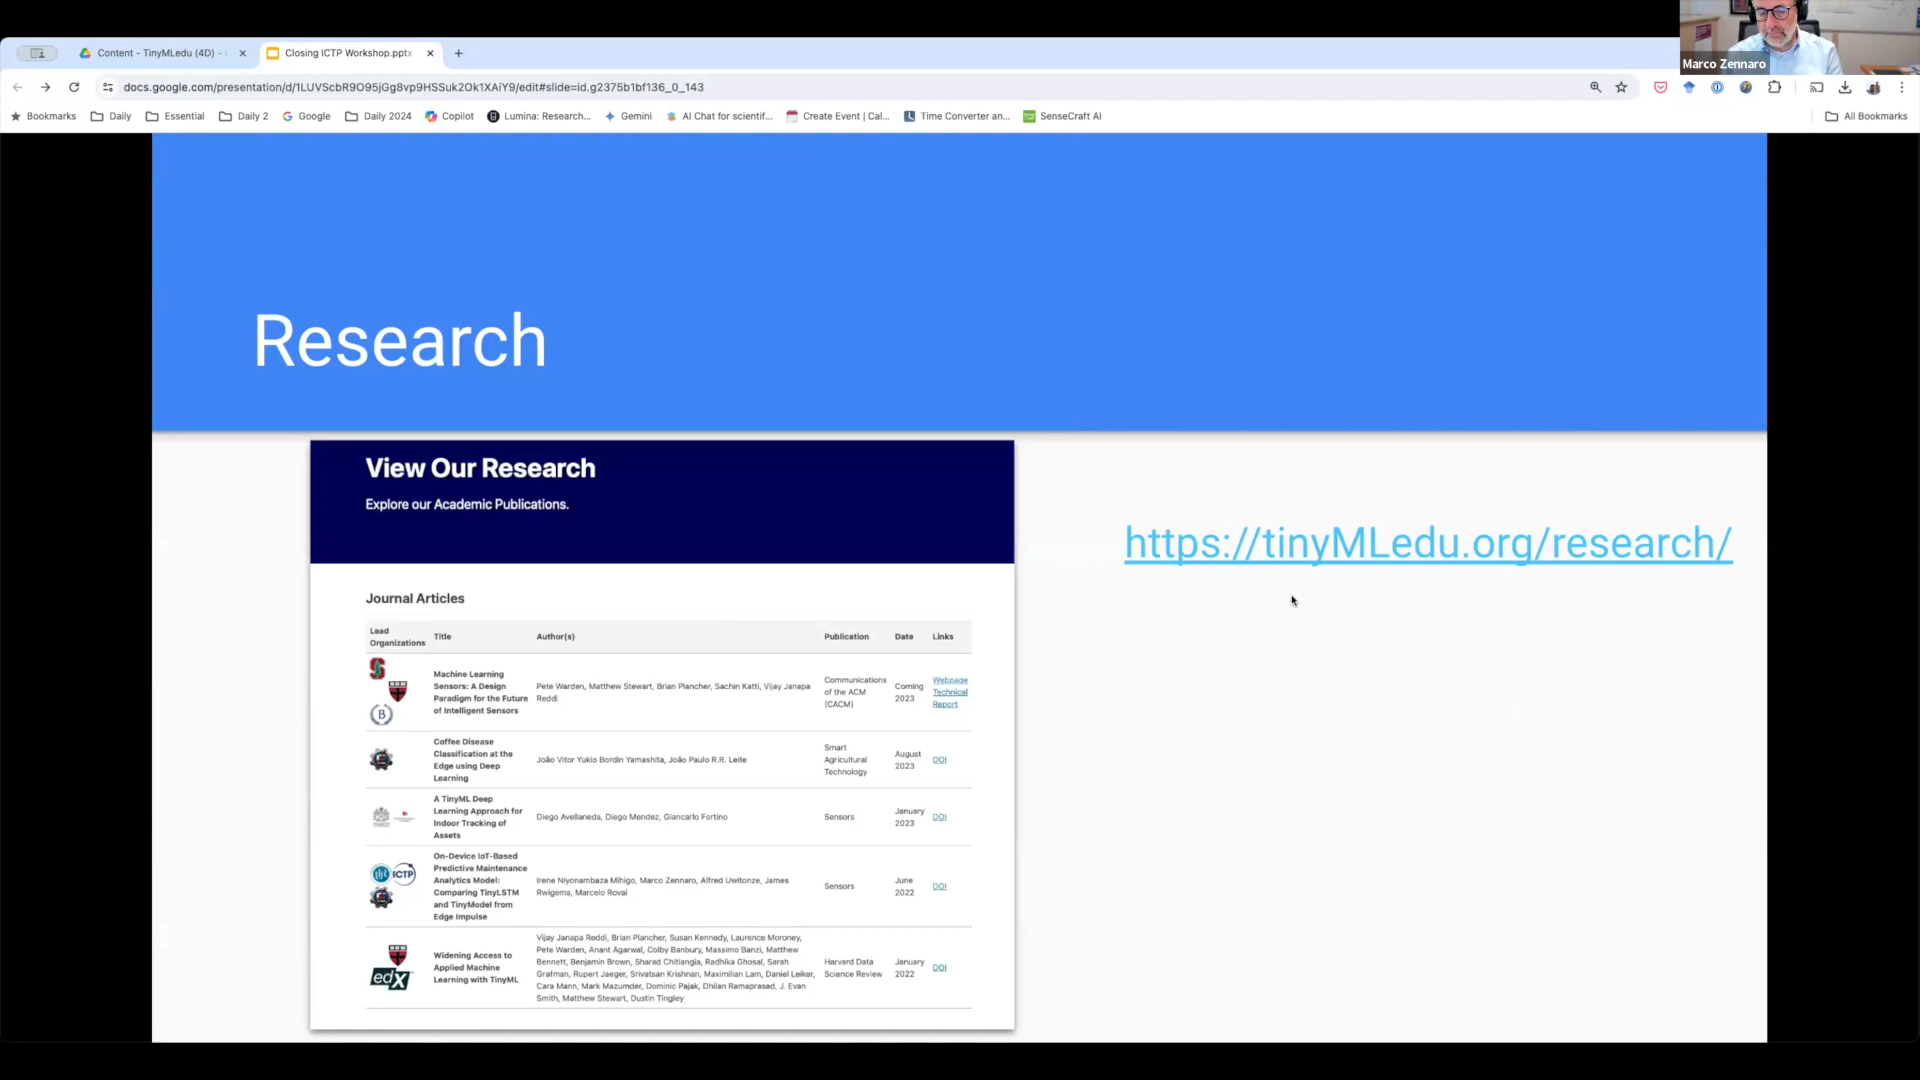 Marco Zennaro
Content - TinyMLedu (4D) -
Closing ICTP Workshop.pptx
docs.google.com/presentation/d/1LUVScbR9O95jGg8vp9HSSuk2Ok1XAiY9/edit#slide=id.g2375b1bf136_0_143
Bookmarks Daily Essential Daily 2 Google Daily 2024 Copilot Lumina: Research... Gemini AI Chat for scientif... Create Event | Cal... Time Converter an... SenseCraft AI All Bookmarks
Research
View Our Research
Explore our Academic Publications.
https://tinyMLedu.org/research/
Journal Articles
Lead
Organizations
Title
Author(s)
Publication
Date
Links
Machine Learning
Sensors: A Design
Paradigm for the Future
of Intelligent Sensors
Pete Warden, Matthew Stewart, Brian Plancher, Sachin Katti, Vijay Janapa
Reddi
Communications
of the ACM
(CACM)
Coming
2023
Webpage
Technical
Report
Coffee Disease
Classification at the
Edge using Deep
Learning
João Vitor Yukio Bordin Yamashita, João Paulo R.R. Leite
Smart
Agricultural
Technology
August
2023
DOI
A TinyML Deep
Learning Approach for
Indoor Tracking of
Assets
Diego Avellaneda, Diego Mendez, Giancarlo Fortino
Sensors
January
2023
DOI
ICTP
On-Device IoT-Based
Predictive Maintenance
Analytics Model:
Comparing TinyLSTM
and TinyModel from
Edge Impulse
Irene Niyonambaza Mihigo, Marco Zennaro, Alfred Uwitonze, James
Rwigema, Marcelo Rovai
Sensors
June
2022
DOI
edX
Widening Access to
Applied Machine
Learning with TinyML
Vijay Janapa Reddi, Brian Plancher, Susan Kennedy, Laurence Moroney,
Pete Warden, Anant Agarwal, Colby Banbury, Massimo Banzi, Matthew
Bennett, Benjamin Brown, Sharad Chitlangia, Radhika Ghosal, Sarah
Grafman, Rupert Jaeger, Srivatsan Krishnan, Maximilian Lam, Daniel Leiker,
Cara Mann, Mark Mazumder, Dominic Pajak, Dhilan Ramaprasad, J. Evan
Smith, Matthew Stewart, Dustin Tingley
Harvard Data
Science Review
January
2022
DOI